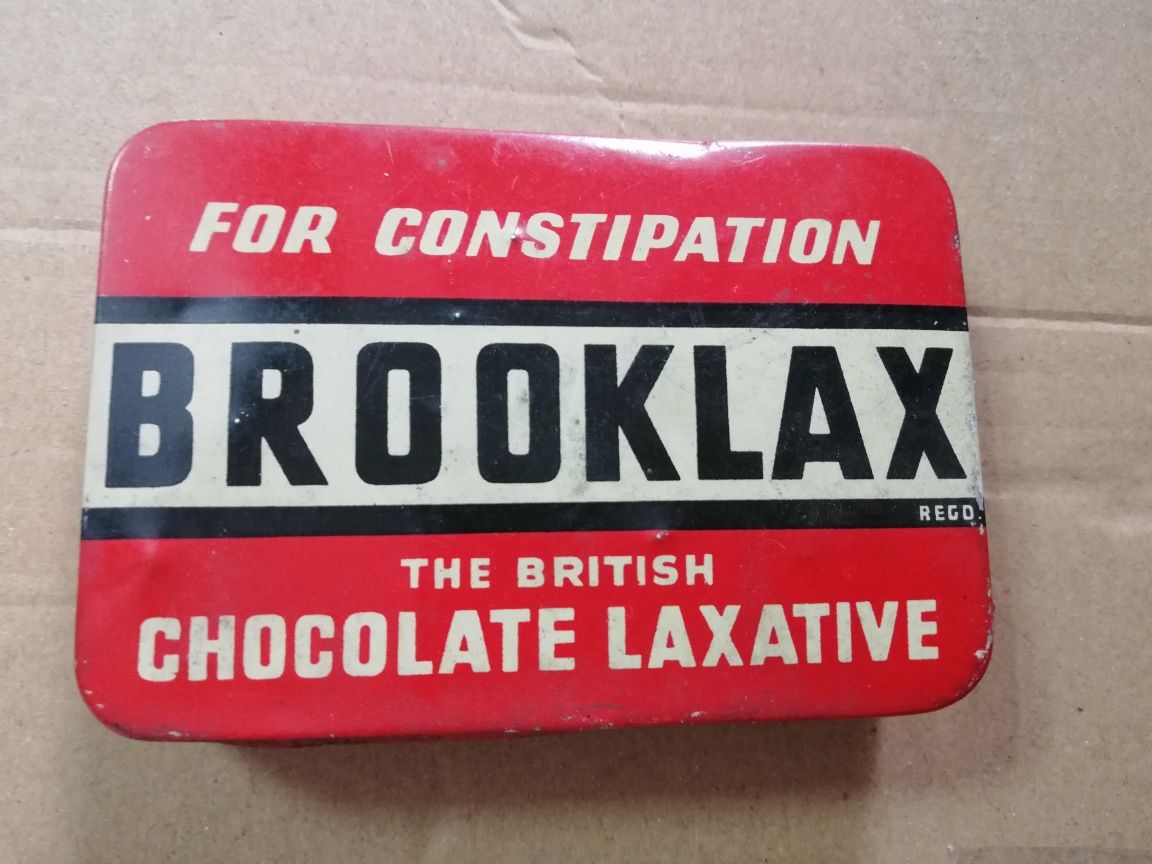 FOR CONSTIPATION
BROOKLAX
REGD.
THE BRITISH
CHOCOLATE LAXATIVE